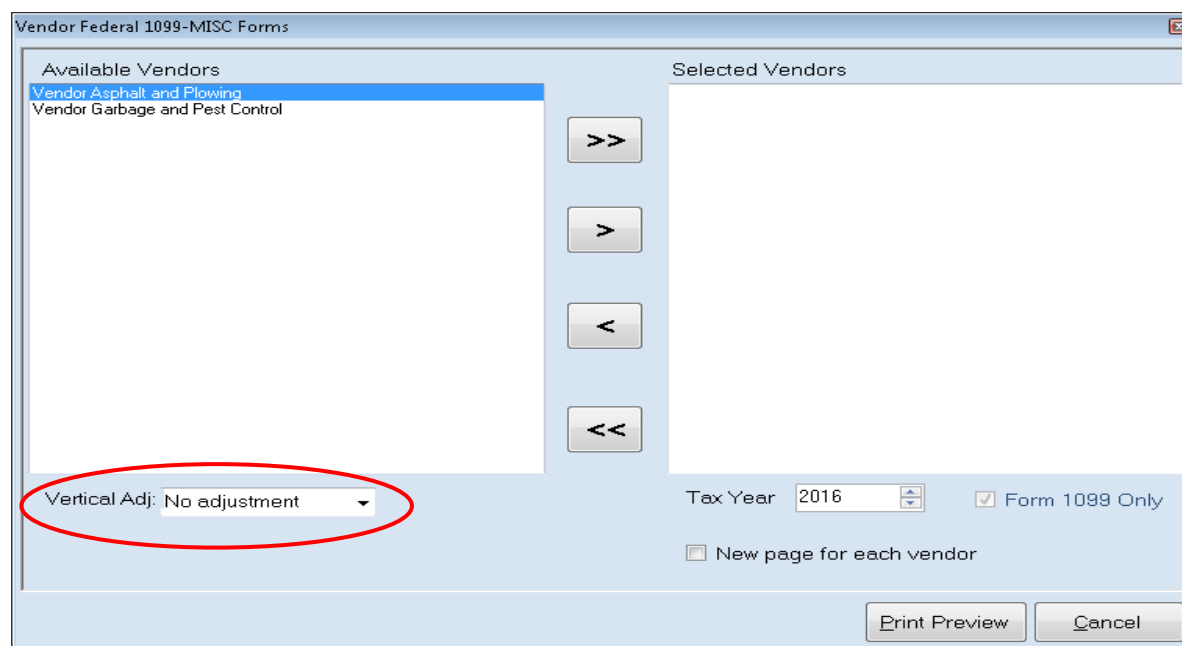 Vendor Federal 1099-MISC Forms
Available Vendors
Selected Vendors
Vendor Asphalt and Plowing
Vendor Garbage and Pest Control
>>
>
<
<<
Vertical Adj: No adjustment
Tax Year 2016
Form 1099 Only
New page for each vendor
Print Preview
Cancel